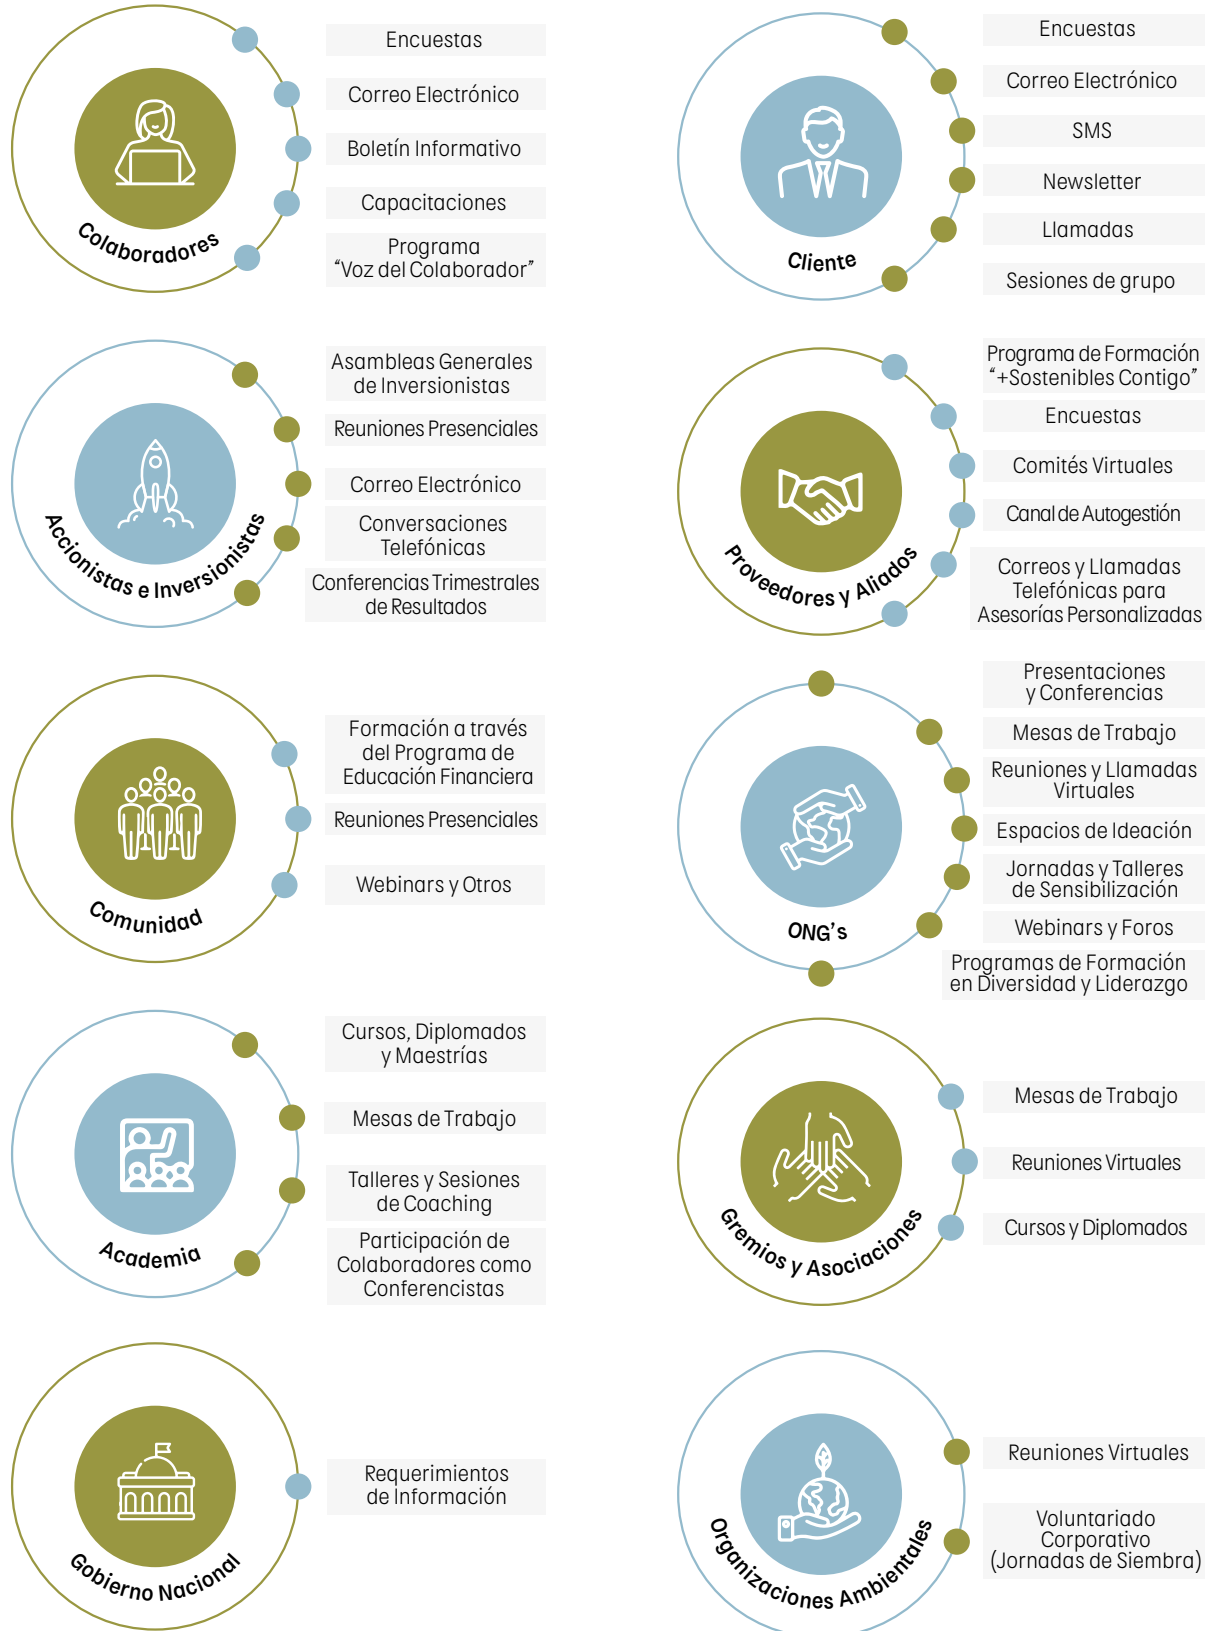 Encuestas
Correo Electrónico
Boletín Informativo
Capacitaciones
Programa
“Voz del Colaborador”
Colaboradores
Encuestas
Correo Electrónico
SMS
Newsletter
Llamadas
Sesiones de grupo
Cliente
Asambleas Generales
de Inversionistas
Reuniones Presenciales
Correo Electrónico
Conversaciones
Telefónicas
Conferencias Trimestrales
de Resultados
Accionistas e Inversionistas
Programa de Formación
“+Sostenibles Contigo”
Encuestas
Comités Virtuales
Canal de Autogestión
Correos y Llamadas
Telefónicas para
Asesorías Personalizadas
Proveedores y Aliados
Formación a través
del Programa de
Educación Financiera
Reuniones Presenciales
Webinars y Otros
Comunidad
Presentaciones
y Conferencias
Mesas de Trabajo
Reuniones y Llamadas
Virtuales
Espacios de Ideación
Jornadas y Talleres
de Sensibilización
Webinars y Foros
Programas de Formación
en Diversidad y Liderazgo
ONG’s
Cursos, Diplomados
y Maestrías
Mesas de Trabajo
Talleres y Sesiones
de Coaching
Participación de
Colaboradores como
Conferencistas
Academia
Mesas de Trabajo
Reuniones Virtuales
Cursos y Diplomados
Gremios y Asociaciones
Requerimientos
de Información
Gobierno Nacional
Reuniones Virtuales
Voluntariado
Corporativo
(Jornadas de Siembra)
Organizaciones Ambientales